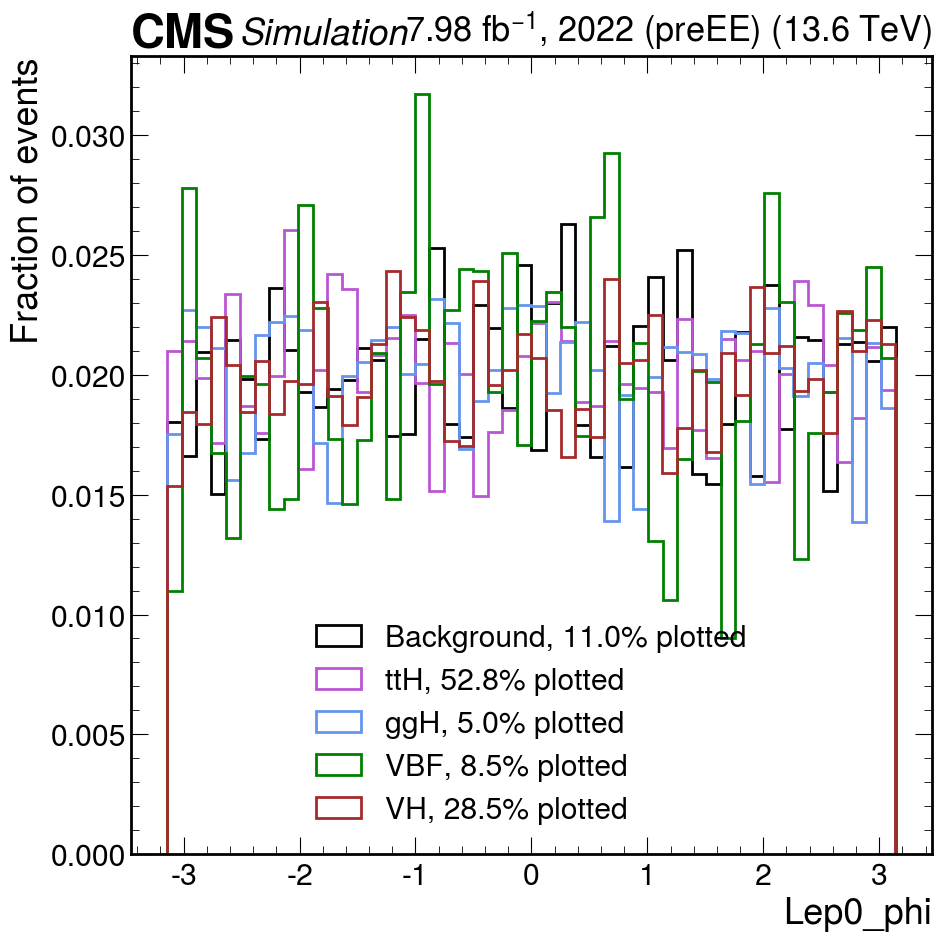 CMS Simulation 7.98 fb⁻¹, 2022 (preEE) (13.6 TeV)
Fraction of events
0.030
0.025
0.020
0.015
0.010
0.005
0.000
Background, 11.0% plotted
ttH, 52.8% plotted
ggH, 5.0% plotted
VBF, 8.5% plotted
VH, 28.5% plotted
-3 -2 -1 0 1 2 3
Lep0_phi